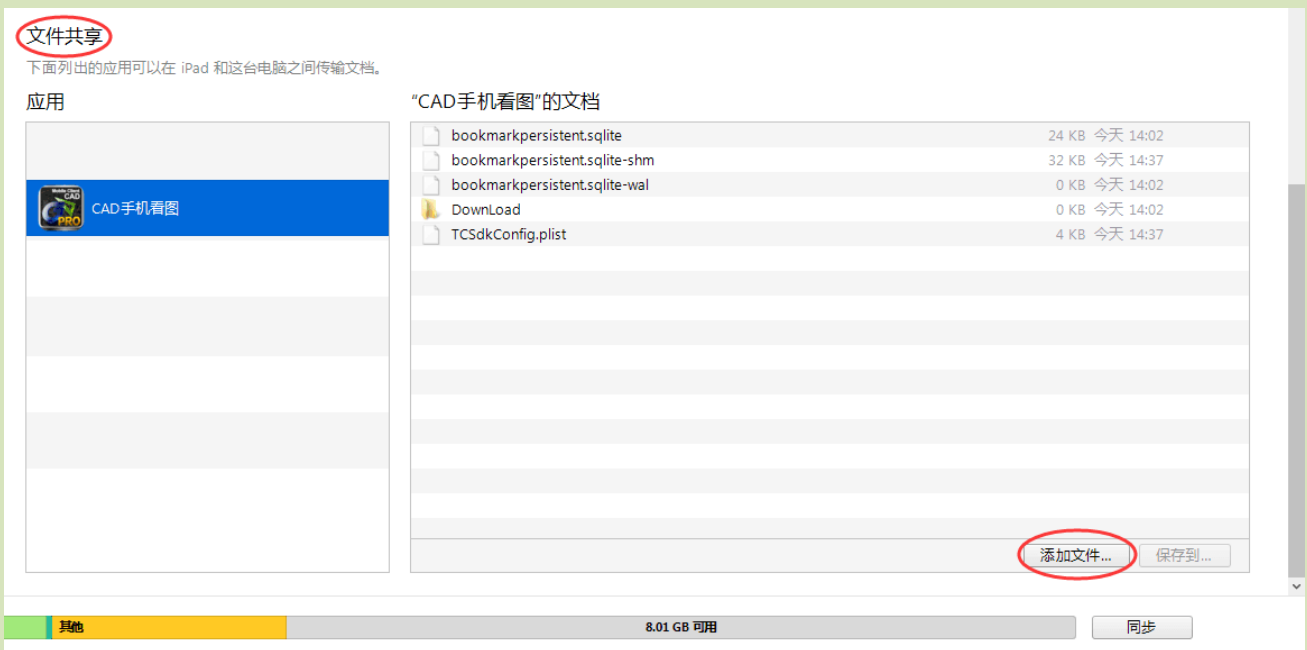 文件共享
下面列出的应用可以在 iPad 和这台电脑之间传输文档。
应用
“CAD手机看图”的文档
Mobile Client
CAD
PRO
CAD手机看图
bookmarkpersistent.sqlite 24 KB 今天 14:02
bookmarkpersistent.sqlite-shm 32 KB 今天 14:37
bookmarkpersistent.sqlite-wal 0 KB 今天 14:02
DownLoad 0 KB 今天 14:02
TCSdkConfig.plist 4 KB 今天 14:37
添加文件... 保存到...
其他 8.01 GB 可用 同步